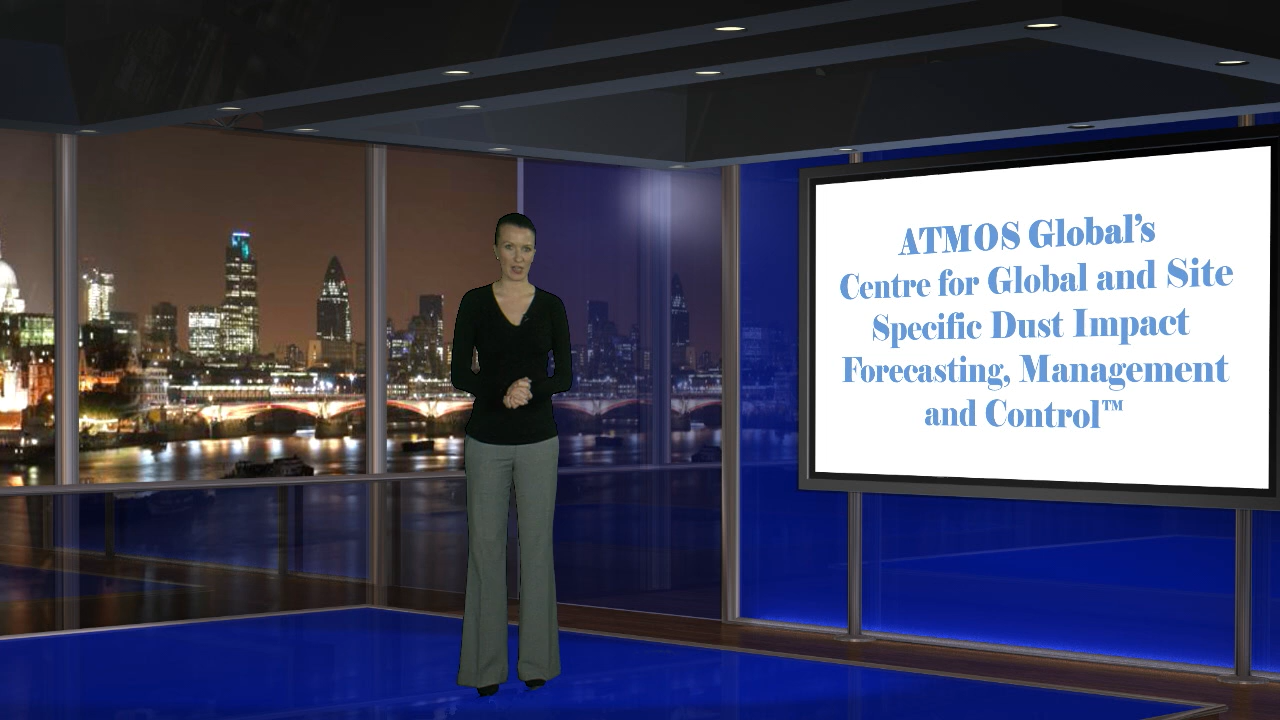 ATMOS Global's
Centre for Global and Site
Specific Dust Impact
Forecasting, Management
and Control™